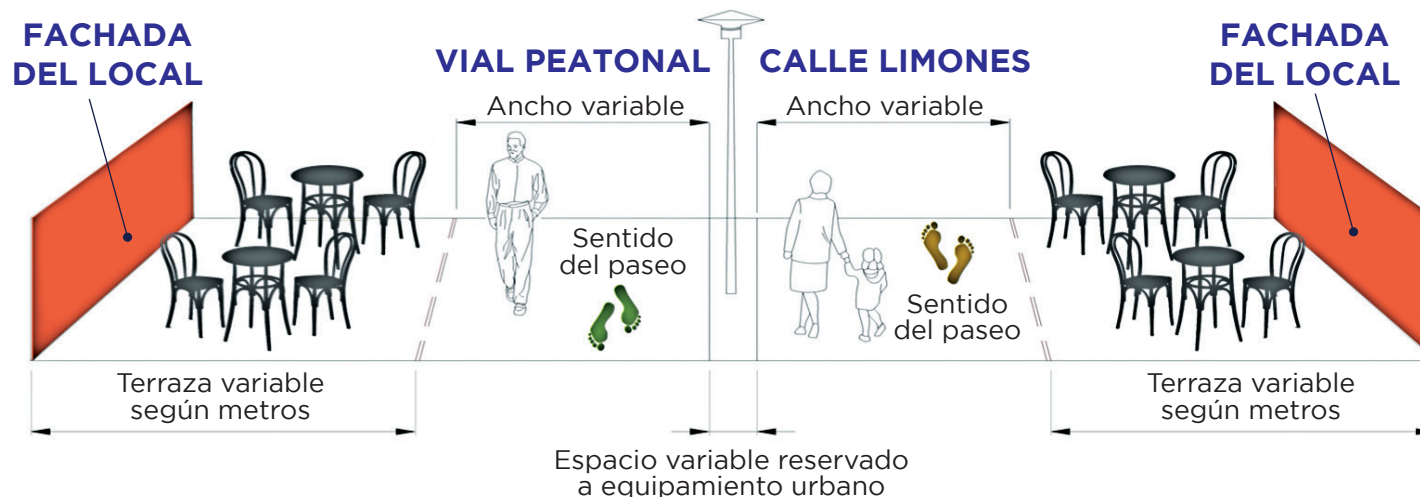 FACHADA
DEL LOCAL
VIAL PEATONAL
CALLE LIMONES
FACHADA
DEL LOCAL
Ancho variable
Ancho variable
Sentido
del paseo
Sentido
del paseo
Terraza variable
según metros
Terraza variable
según metros
Espacio variable reservado
a equipamiento urbano